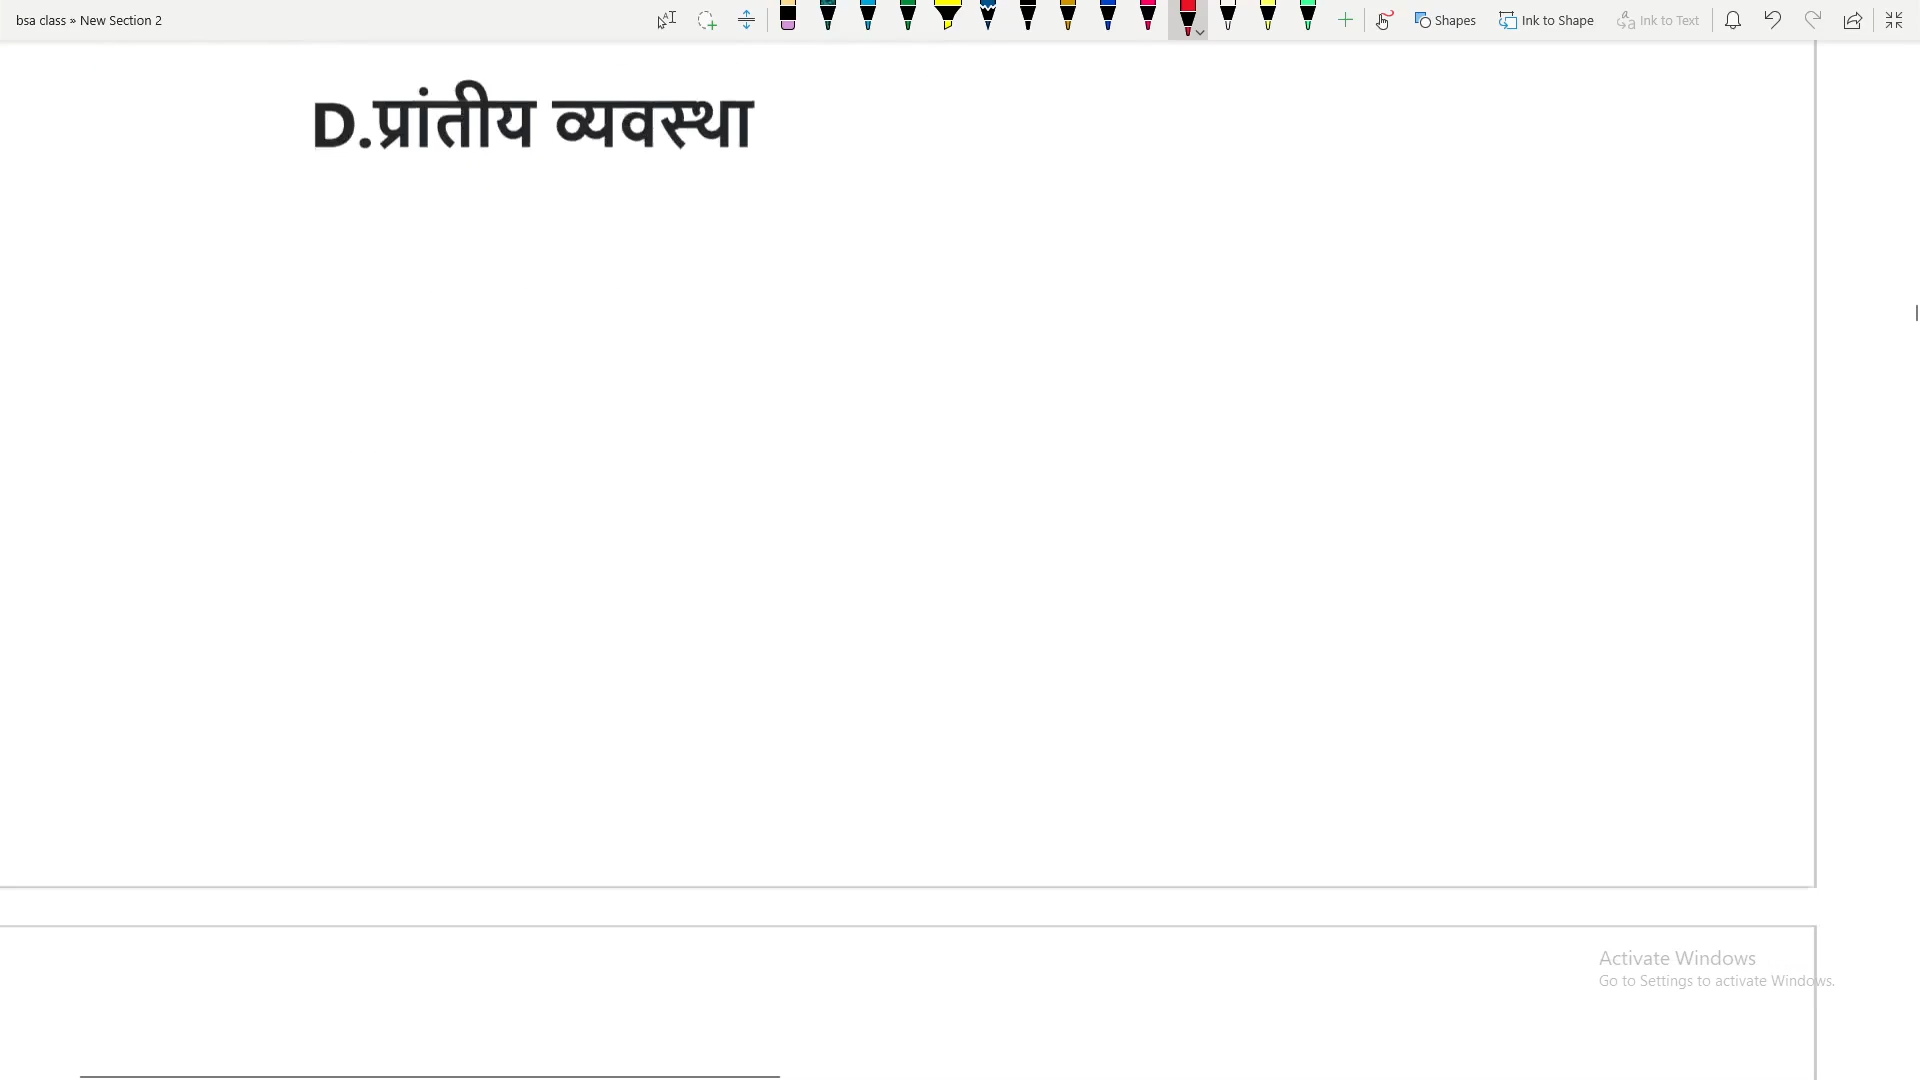 bsa class » New Section 2
Shapes
Ink to Shape
Ink to Text
D.प्रांतीय व्यवस्था
Activate Windows
Go to Settings to activate Windows.